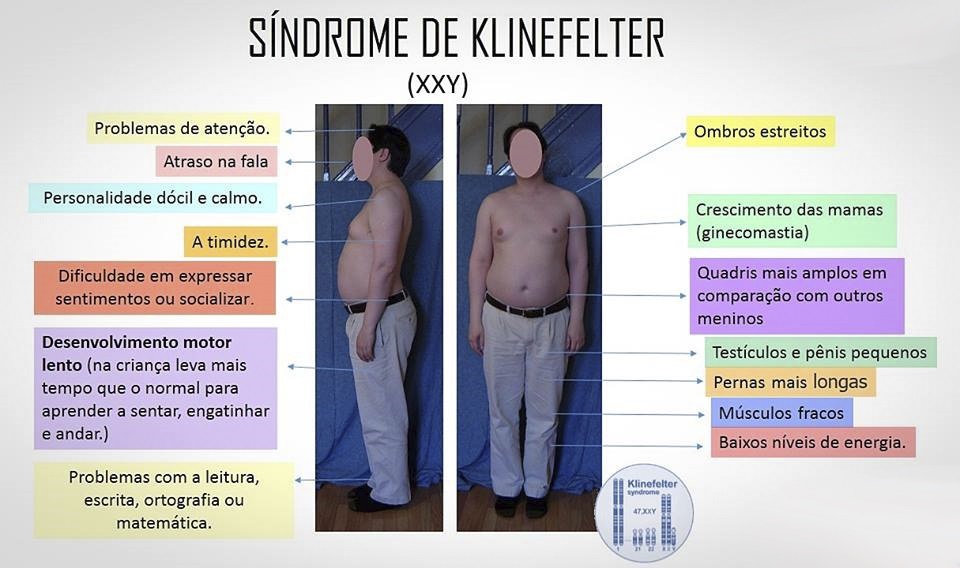 SÍNDROME DE KLINEFELTER
(XXY)
Problemas de atenção.
Atraso na fala
Personalidade dócil e calmo.
A timidez.
Dificuldade em expressar
sentimentos ou socializar.
Desenvolvimento motor
lento (na criança leva mais
tempo que o normal para
aprender a sentar, engatinhar
e andar.)
Problemas com a leitura,
escrita, ortografia ou
matemática.
Ombros estreitos
Crescimento das mamas
(ginecomastia)
Quadris mais amplos em
comparação com outros
meninos
Testículos e pênis pequenos
Pernas mais longas
Músculos fracos
Baixos níveis de energia.
Klinefelter
syndrome
47,XXY
1 21 22 X X Y